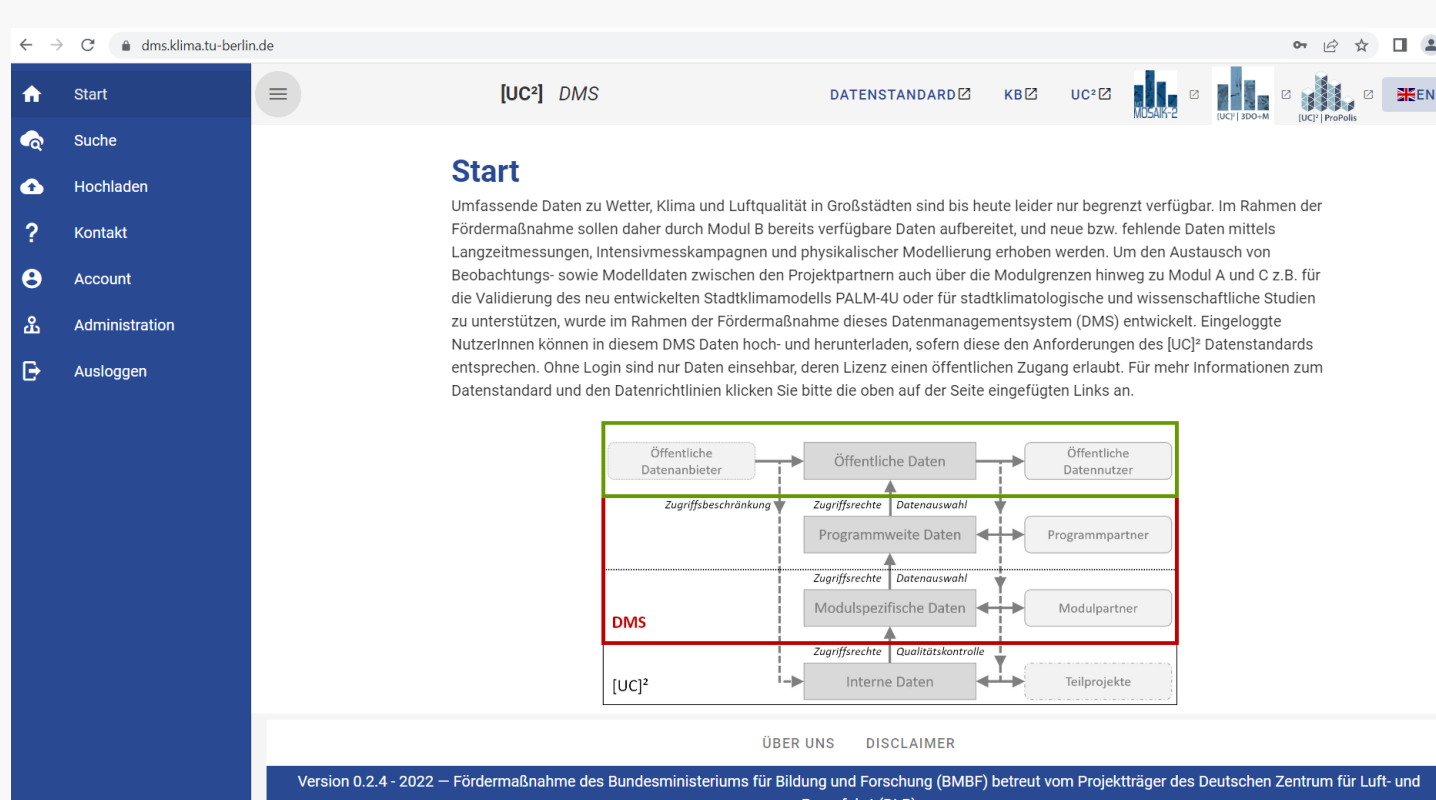 dms.klima.tu-berlin.de
Start
Suche
Hochladen
Kontakt
Account
Administration
Ausloggen
[UC²] DMS
DATENSTANDARD
KB
UC²
MOSAIK-2
[UC]² | 3DO+M
[UC]² | ProPolis
EN
Start
Umfassende Daten zu Wetter, Klima und Luftqualität in Großstädten sind bis heute leider nur begrenzt verfügbar. Im Rahmen der
Fördermaßnahme sollen daher durch Modul B bereits verfügbare Daten aufbereitet, und neue bzw. fehlende Daten mittels
Langzeitmessungen, Intensivmesskampagnen und physikalischer Modellierung erhoben werden. Um den Austausch von
Beobachtungs- sowie Modelldaten zwischen den Projektpartnern auch über die Modulgrenzen hinweg zu Modul A und C z.B. für
die Validierung des neu entwickelten Stadtklimamodells PALM-4U oder für stadtklimatologische und wissenschaftliche Studien
zu unterstützen, wurde im Rahmen der Fördermaßnahme dieses Datenmanagementsystem (DMS) entwickelt. Eingeloggte
NutzerInnen können in diesem DMS Daten hoch- und herunterladen, sofern diese den Anforderungen des [UC]² Datenstandards
entsprechen. Ohne Login sind nur Daten einsehbar, deren Lizenz einen öffentlichen Zugang erlaubt. Für mehr Informationen zum
Datenstandard und den Datenrichtlinien klicken Sie bitte die oben auf der Seite eingefügten Links an.
Öffentliche
Datenanbieter
Öffentliche Daten
Öffentliche
Datennutzer
Zugriffsbeschränkung
Zugriffsrechte
Datenauswahl
Programmweite Daten
Programmpartner
Zugriffsrechte
Datenauswahl
Modulspezifische Daten
Modulpartner
DMS
Zugriffsrechte
Qualitätskontrolle
[UC]²
Interne Daten
Teilprojekte
ÜBER UNS
DISCLAIMER
Version 0.2.4 - 2022 — Fördermaßnahme des Bundesministeriums für Bildung und Forschung (BMBF) betreut vom Projektträger des Deutschen Zentrum für Luft- und